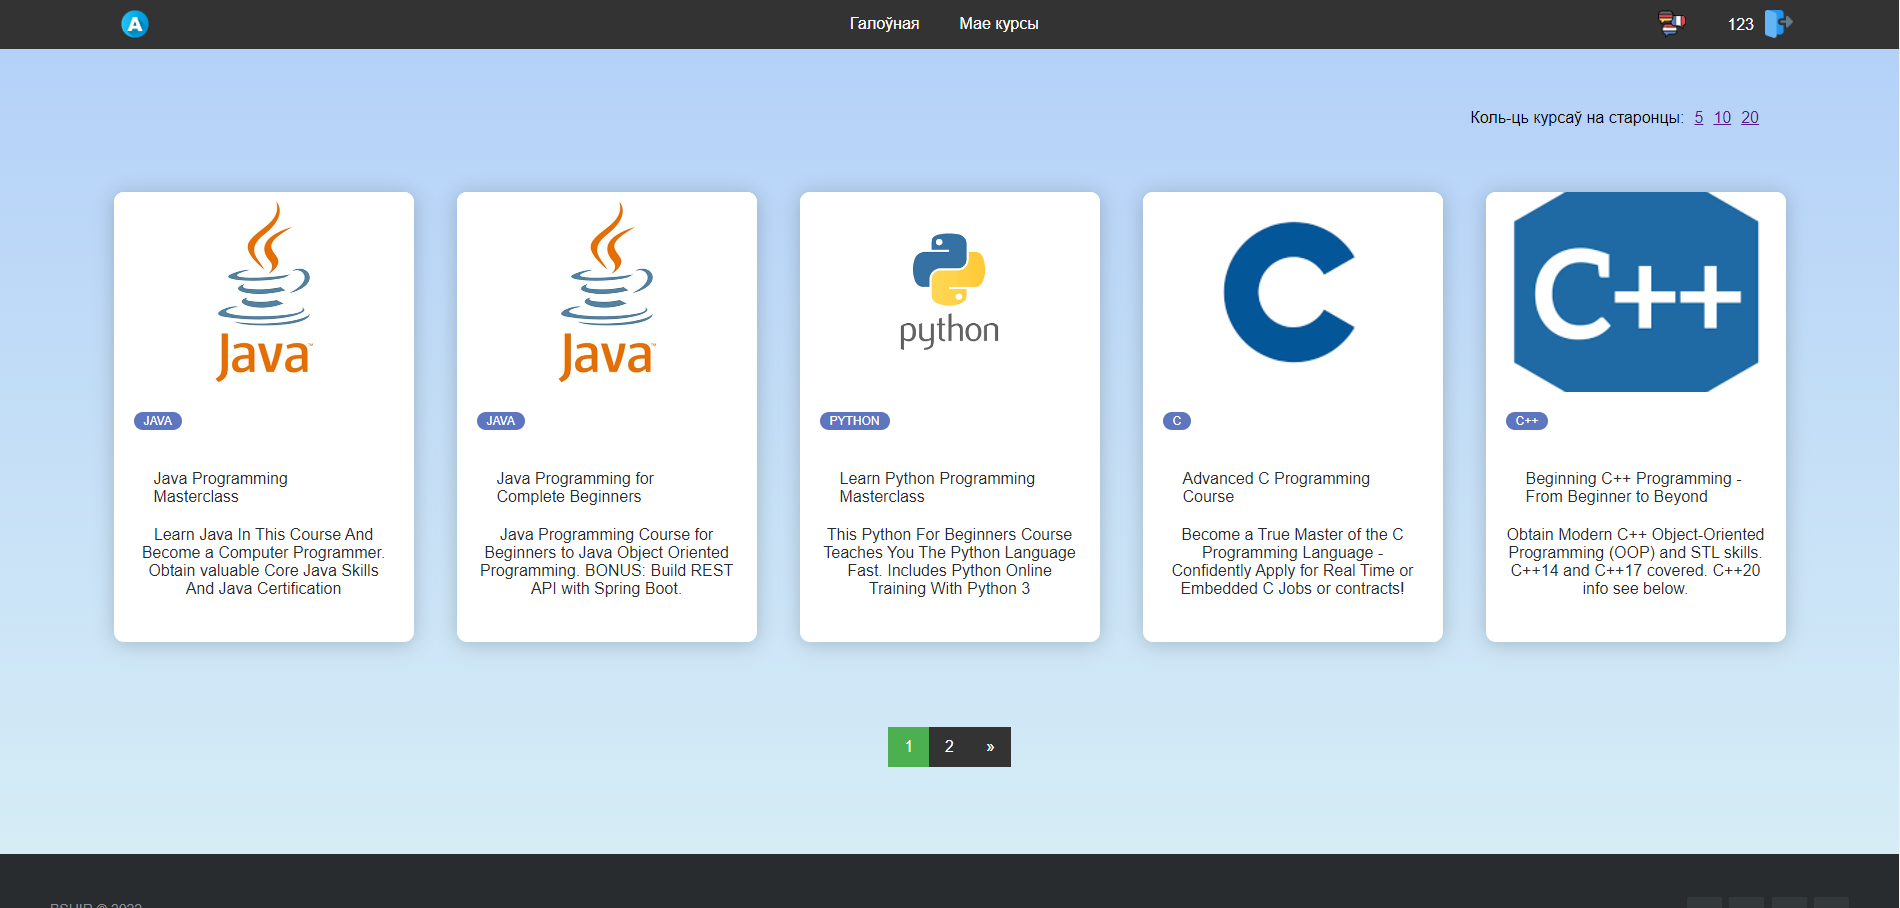 A
Галоўная
Мае курсы
123
Коль-ць курсаў на старонцы: 5 10 20
Java™
Java™
python
C
C++
JAVA
JAVA
PYTHON
C
C++
Java Programming
Masterclass
Learn Java In This Course And
Become a Computer Programmer.
Obtain valuable Core Java Skills
And Java Certification
Java Programming for
Complete Beginners
Java Programming Course for
Beginners to Java Object Oriented
Programming. BONUS: Build REST
API with Spring Boot.
Learn Python Programming
Masterclass
This Python For Beginners Course
Teaches You The Python Language
Fast. Includes Python Online
Training With Python 3
Advanced C Programming
Course
Become a True Master of the C
Programming Language -
Confidently Apply for Real Time or
Embedded C Jobs or contracts!
Beginning C++ Programming -
From Beginner to Beyond
Obtain Modern C++ Object-Oriented
Programming (OOP) and STL skills.
C++14 and C++17 covered. C++20
info see below.
1 2 »